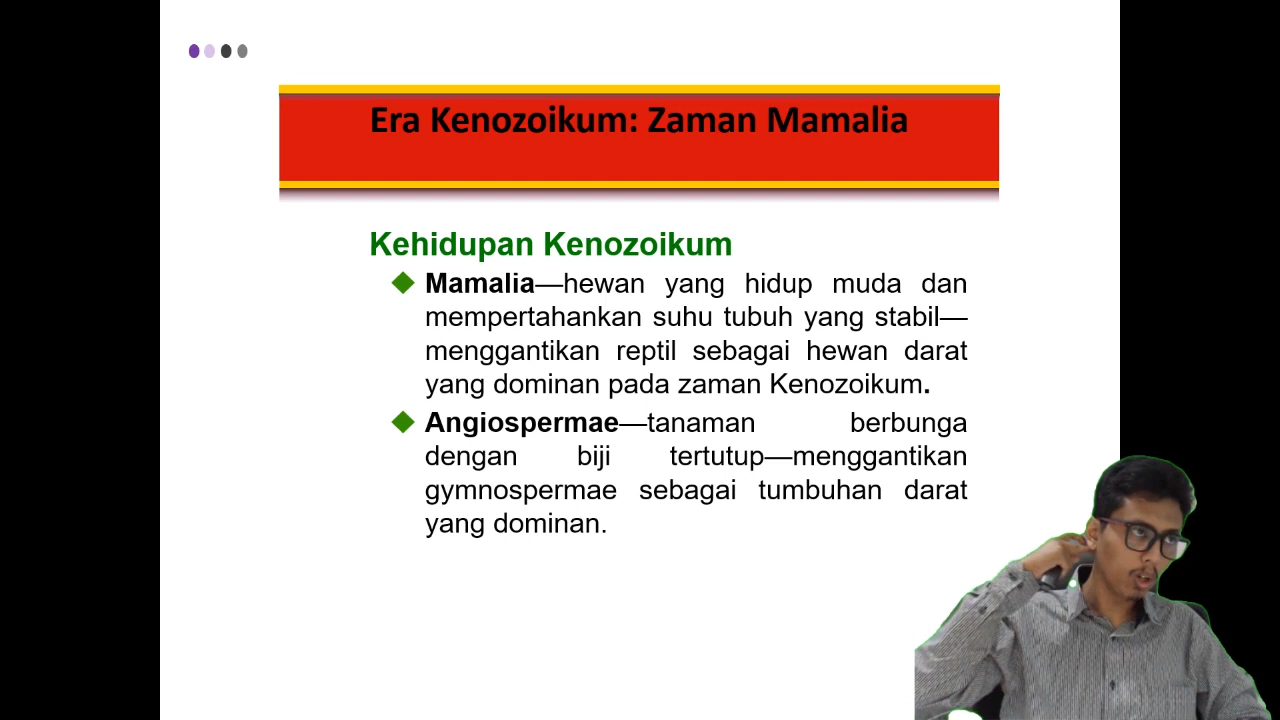 Era Kenozoikum: Zaman Mamalia
Kehidupan Kenozoikum
Mamalia—hewan yang hidup muda dan
mempertahankan suhu tubuh yang stabil—
menggantikan reptil sebagai hewan darat
yang dominan pada zaman Kenozoikum.
Angiospermae—tanaman berbunga
dengan biji tertutup—menggantikan
gymnospermae sebagai tumbuhan darat
yang dominan.